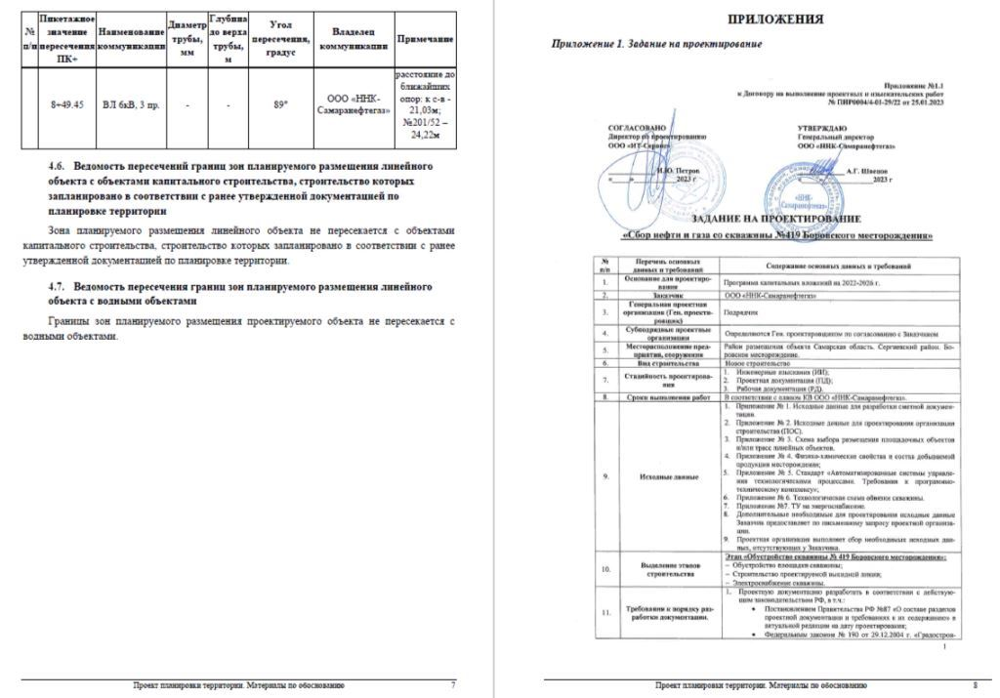 № п/п
Пикетажное значение пересечения ПК+
Наименование коммуникации
Диаметр трубы, мм
Глубина до верха трубы, м
Угол пересечения, градус
Владелец коммуникации
Примечание
8+49.45
ВЛ 6кВ, 3 пр.
-
-
89°
ООО «ННК-Самаранефтегаз»
расстояние до
ближайших
опор: к с-в -
21,03м;
№201/52 –
24,22м
4.6. Ведомость пересечений границ зон планируемого размещения линейного
объекта с объектами капитального строительства, строительство которых
запланировано в соответствии с ранее утвержденной документацией по
планировке территории
Зона планируемого размещения линейного объекта не пересекается с объектами
капитального строительства, строительство которых запланировано в соответствии с ранее
утвержденной документацией по планировке территории.
4.7. Ведомость пересечения границ зон планируемого размещения линейного
объекта с водными объектами
Границы зон планируемого размещения проектируемого объекта не пересекается с
водными объектами.
Проект планировки территории. Материалы по обоснованию 7
ПРИЛОЖЕНИЯ
Приложение 1. Задание на проектирование
Приложение №1.1
к Договору на выполнение проектных и изыскательских работ
№ ПИР0004/4-01-29/22 от 25.01.2023
СОГЛАСОВАНО
Директор по проектированию
ООО «ИТ-Сервис»
И.Ю. Петров
2023 г
УТВЕРЖДАЮ
Генеральный директор
ООО «ННК-Самаранефтегаз»
А.Г. Швецов
2023 г
«ННК-
Самаранефтегаз»
ЗАДАНИЕ НА ПРОЕКТИРОВАНИЕ
«Сбор нефти и газа со скважины №419 Боровского месторождения»
№ п/п
Перечень основных данных и требований
Содержание основных данных и требований
1.
Основание для проектирования
Программа капитальных вложений на 2022-2026 г.
2.
Заказчик
ООО «ННК-Самаранефтегаз»
3.
Генеральная проектная организация (Ген. проектировщик)
Подрядчик
4.
Субподрядные проектные организации
Определяются Ген. проектировщиком по согласованию с Заказчиком
5.
Месторасположение предприятия, сооружения
Район размещения объекта Самарская область. Сергиевский район. Боровское месторождение.
6.
Вид строительства
Новое строительство
7.
Стадийность проектирования
1. Инженерные изыскания (ИИ);
2. Проектная документация (ПД);
3. Рабочая документация (РД).
8.
Сроки выполнения работ
В соответствии с планом КВ ООО «ННК-Самаранефтегаз».
9.
Исходные данные
1. Приложение № 1. Исходные данные для разработки сметной докумен-
тации.
2. Приложение № 2. Исходные данные для проектирования организации
строительства (ПОС).
3. Приложение № 3. Схема выбора размещения площадочных объектов
и/или трасс линейных объектов.
4. Приложение № 4. Физико-химические свойства и состав добываемой
продукции месторождения;
5. Приложение № 5. Стандарт «Автоматизированные системы управле-
ния технологическими процессами. Требования к программно-
техническому комплексу»;
6. Приложение № 6. Технологическая схема обвязки скважины.
7. Приложение №7. ТУ на энергоснабжение.
8. Дополнительные необходимые для проектирования исходные данные
Заказчик предоставляет по письменному запросу проектной организа-
ции.
9. Проектная организация выполняет сбор необходимых исходных дан-
ных, отсутствующих у Заказчика.
10.
Выделение этапов строительства
Этап «Обустройство скважины № 419 Боровского месторождения»:
– Обустройство площадки скважины;
– Строительство проектируемой выкидной линии;
– Электроснабжение скважины.
11.
Требования к порядку разработки документации.
1. Проектную документацию разработать в соответствии с действую-
щим законодательством РФ, в т.ч.:
• Постановлением Правительства РФ №87 «О составе разделов
проектной документации и требованиях к их содержанию» в
актуальной редакции на дату проектирования;
• Федеральным законом № 190 от 29.12.2004 г. «Градостроп-
1
Проект планировки территории. Материалы по обоснованию 8